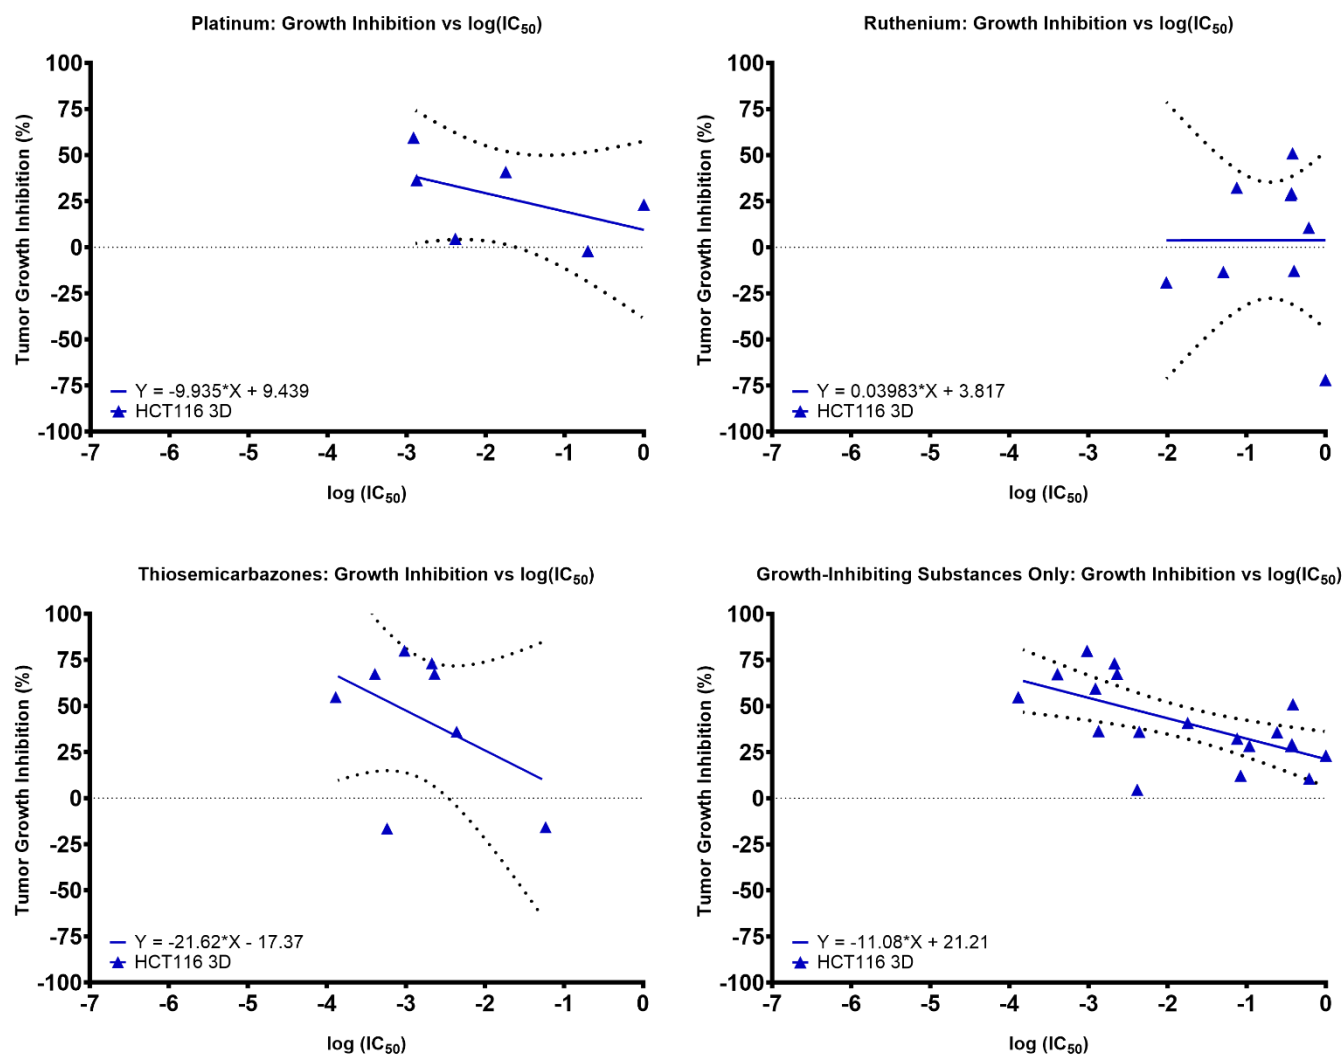 Platinum: Growth Inhibition vs log(IC50)
Tumor Growth Inhibition (%)
100
75
50
25
0
-25
-50
-75
-100
Y = -9.935*X + 9.439
HCT116 3D
-7 -6 -5 -4 -3 -2 -1 0
log (IC50)
Ruthenium: Growth Inhibition vs log(IC50)
Tumor Growth Inhibition (%)
100
75
50
25
0
-25
-50
-75
-100
Y = 0.03983*X + 3.817
HCT116 3D
-7 -6 -5 -4 -3 -2 -1 0
log (IC50)
Thiosemicarbazones: Growth Inhibition vs log(IC50)
Tumor Growth Inhibition (%)
100
75
50
25
0
-25
-50
-75
-100
Y = -21.62*X - 17.37
HCT116 3D
-7 -6 -5 -4 -3 -2 -1 0
log (IC50)
Growth-Inhibiting Substances Only: Growth Inhibition vs log(IC50)
Tumor Growth Inhibition (%)
100
75
50
25
0
-25
-50
-75
-100
Y = -11.08*X + 21.21
HCT116 3D
-7 -6 -5 -4 -3 -2 -1 0
log (IC50)